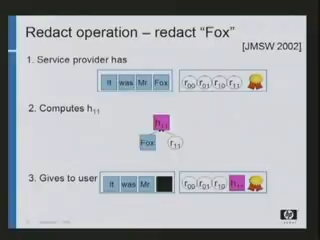 Redact operation – redact “Fox”
[JMSW 2002]
1. Service provider has
It was Mr Fox r00 r01 r10 r11
2. Computes h11
h11
Fox r11
3. Gives to user
It was Mr r00 r01 r10 h11
hp